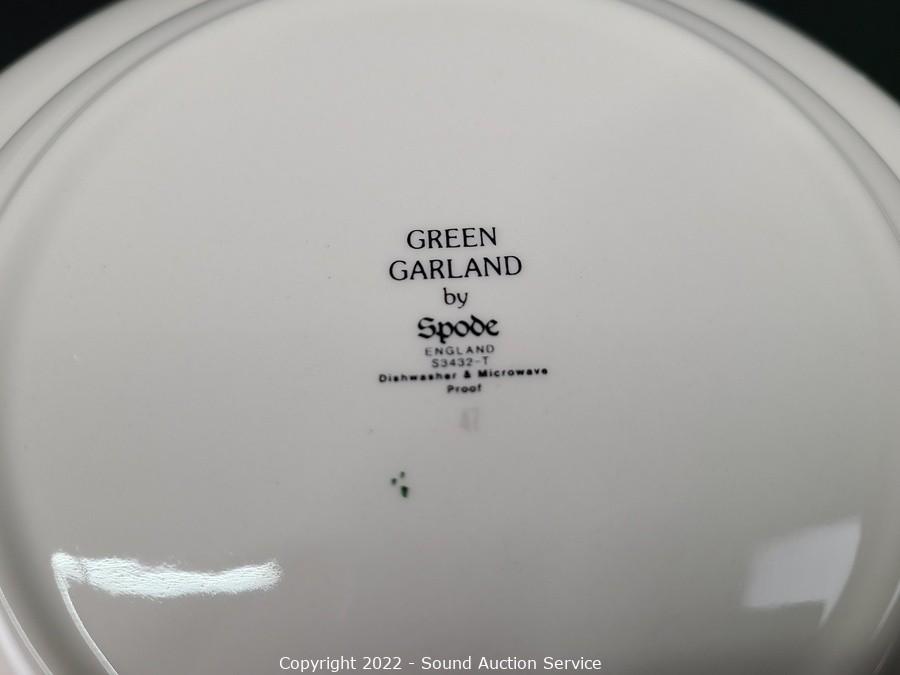 GREEN
GARLAND
by
Spode
ENGLAND
S3432-T
Dishwasher & Microwave
Proof
Copyright 2022 - Sound Auction Service